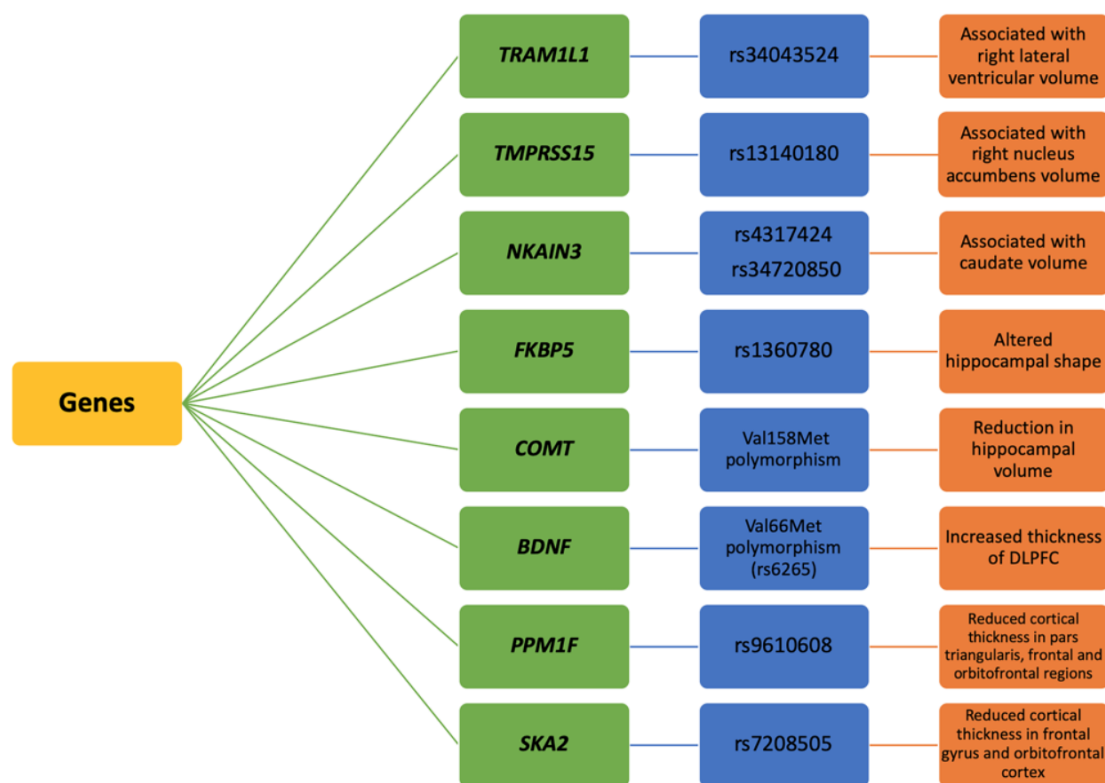 TRAM1L1
rs34043524
Associated with
right lateral
ventricular volume
TMPRSS15
rs13140180
Associated with
right nucleus
accumbens volume
NKAIN3
rs4317424
rs34720850
Associated with
caudate volume
FKBP5
rs1360780
Altered
hippocampal shape
Genes
COMT
Val158Met
polymorphism
Reduction in
hippocampal
volume
BDNF
Val66Met
polymorphism
(rs6265)
Increased thickness
of DLPFC
PPM1F
rs9610608
Reduced cortical
thickness in pars
triangularis, frontal and
orbitofrontal regions
SKA2
rs7208505
Reduced cortical
thickness in frontal
gyrus and orbitofrontal
cortex